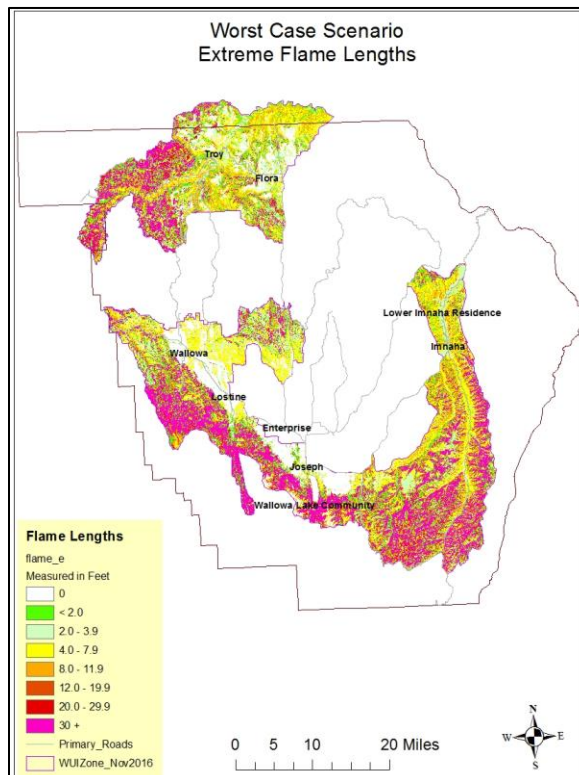 Worst Case Scenario
Extreme Flame Lengths
Troy
Flora
Lower Imnaha Residence
Imnaha
Wallowa
Lostine
Enterprise
Joseph
Wallowa Lake Community
Flame Lengths
flame_e
Measured in Feet
0
< 2.0
2.0 - 3.9
4.0 - 7.9
8.0 - 11.9
12.0 - 19.9
20.0 - 29.9
30 +
Primary_Roads
WUIZone_Nov2016
0 5 10 20 Miles
N
W E
S